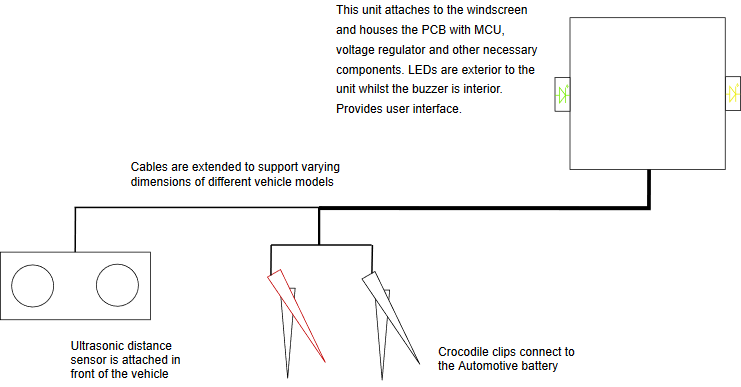 This unit attaches to the windscreen
and houses the PCB with MCU,
voltage regulator and other necessary
components. LEDs are exterior to the
unit whilst the buzzer is interior.
Provides user interface.
Cables are extended to support varying
dimensions of different vehicle models
Ultrasonic distance
sensor is attached in
front of the vehicle
Crocodile clips connect to
the Automotive battery